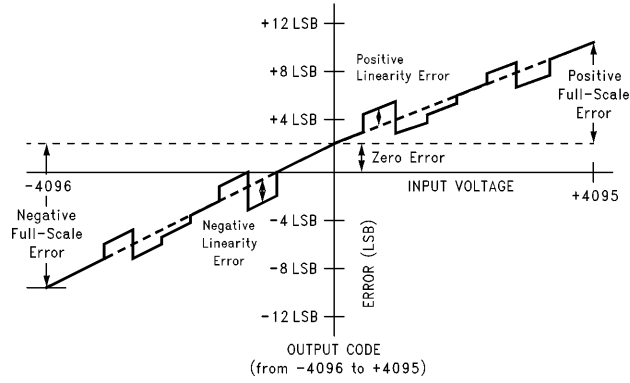 +12 LSB
+8 LSB
+4 LSB
Positive
Linearity Error
Positive
Full-Scale
Error
Zero Error
-4096
INPUT VOLTAGE
+4095
Negative
Full-Scale
Error
Negative
Linearity
Error
-4 LSB
-8 LSB
-12 LSB
ERROR (LSB)
OUTPUT CODE
(from -4096 to +4095)